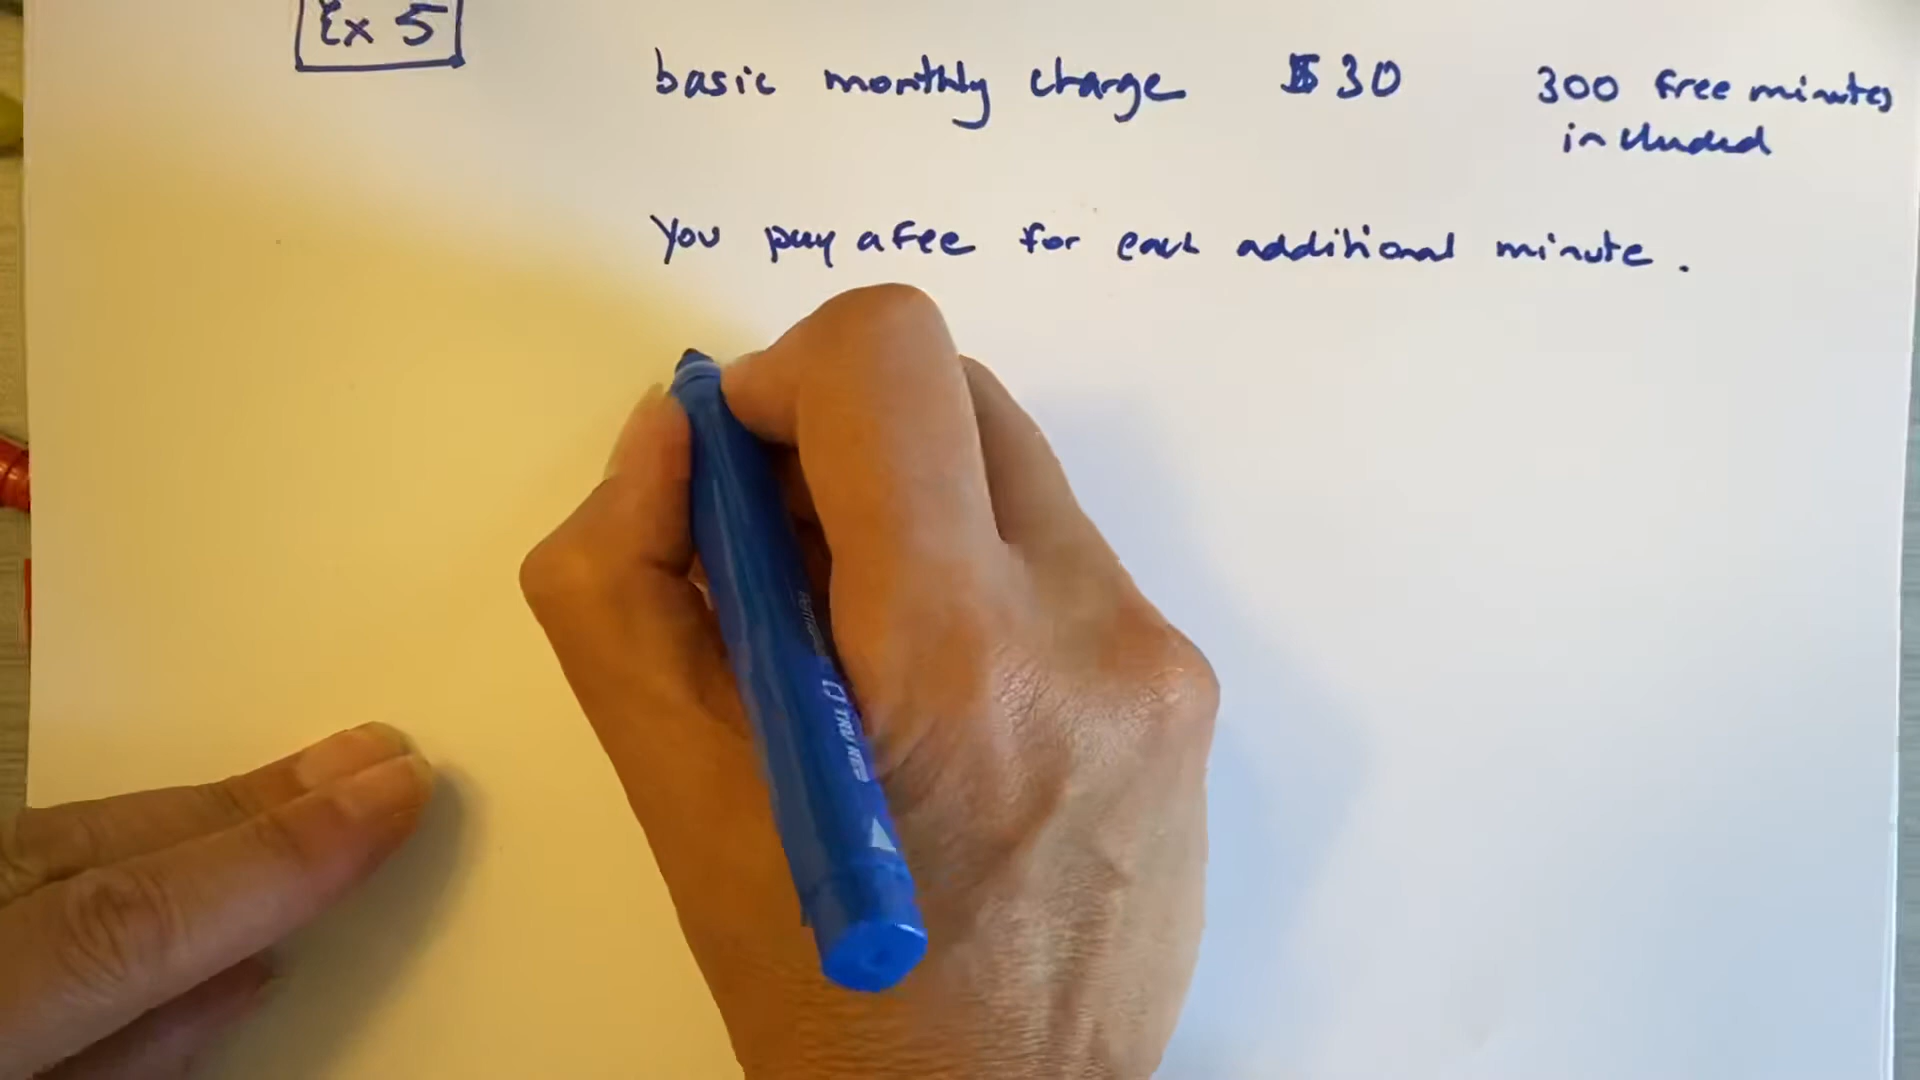 Ex 5
basic monthly charge $30 300 free minutes
included
You pay a fee for each additional minute.